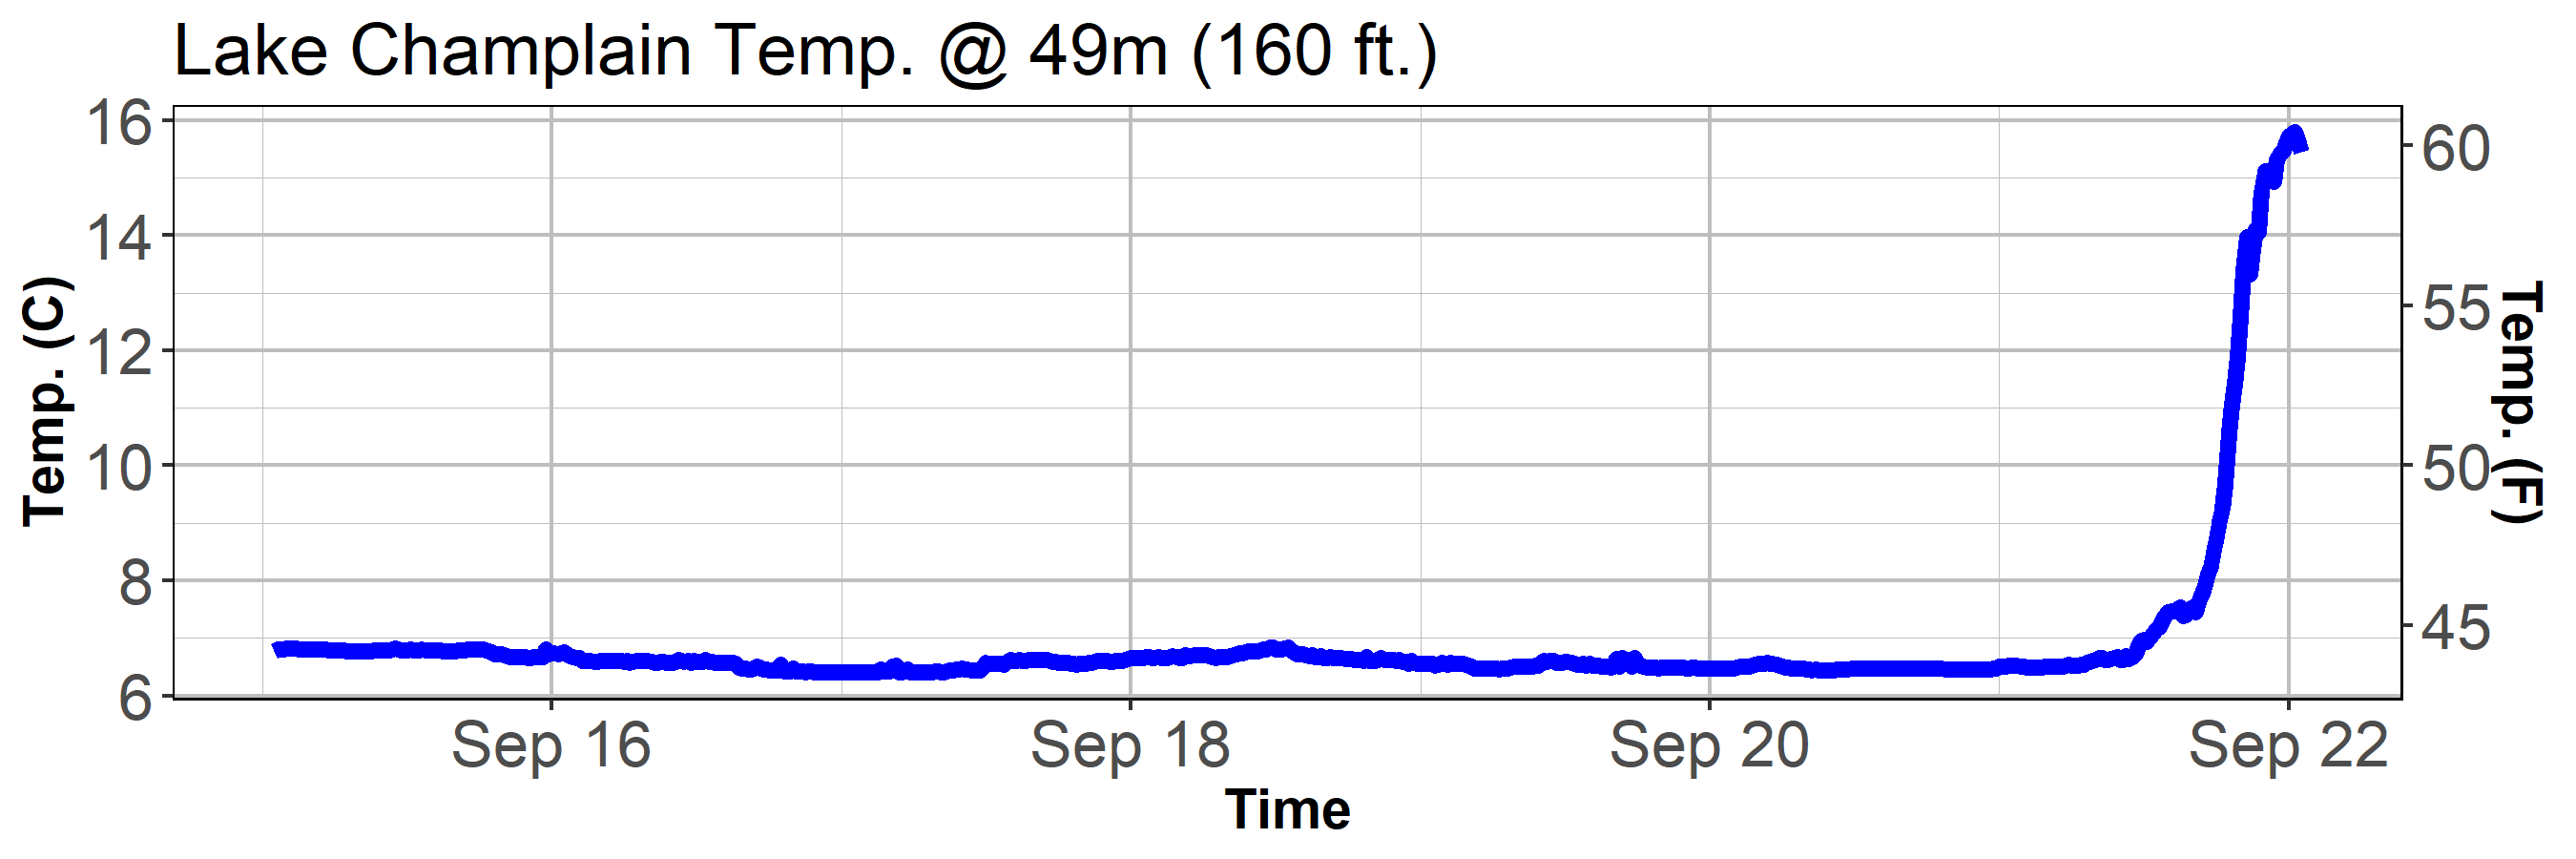 Lake Champlain Temp. @ 49m (160 ft.)
16
14
12
10
8
6
Temp. (C)
60
55
50
45
Temp. (F)
Sep 16 Sep 18 Sep 20 Sep 22
Time